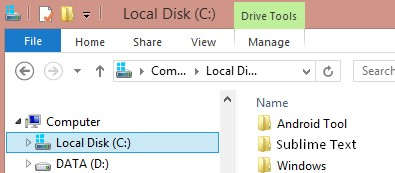 Local Disk (C:) Drive Tools
File Home Share View Manage
Com... Local Di... Search
Name
Computer
Local Disk (C:)
DATA (D:)
Android Tool
Sublime Text
Windows